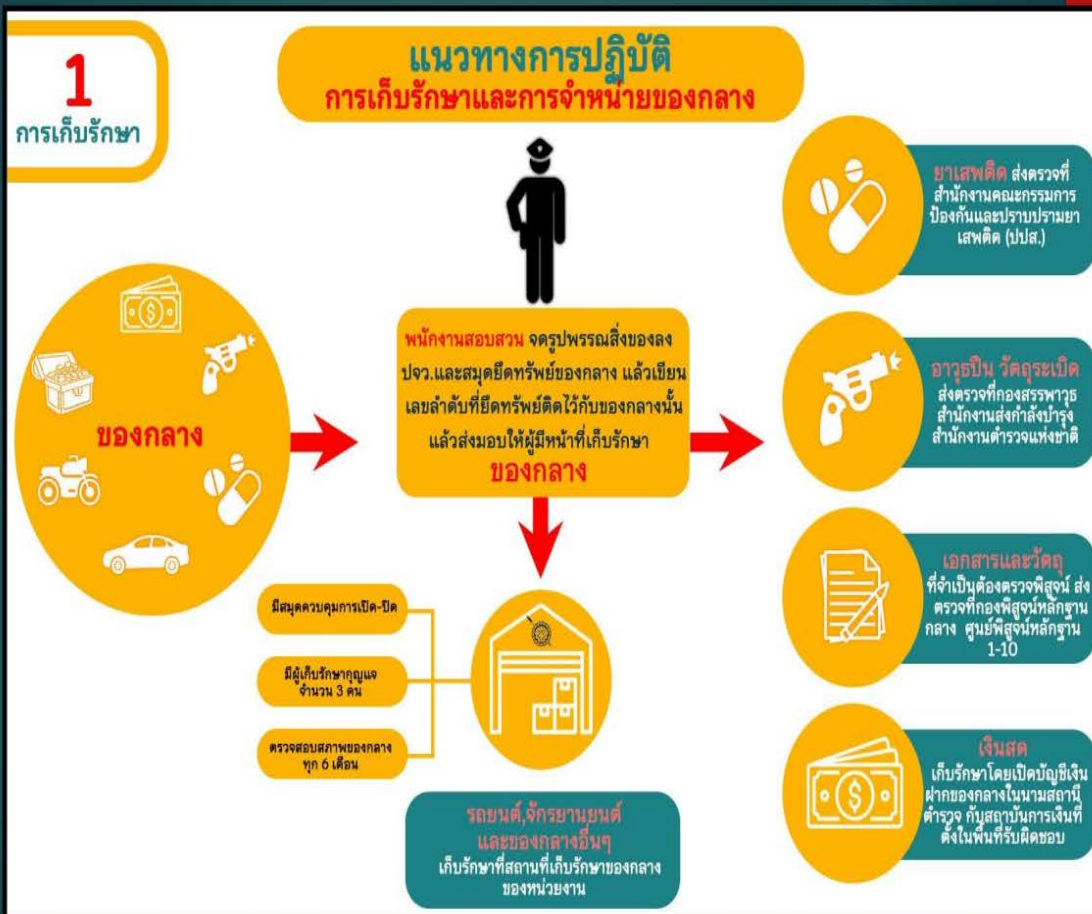 1
การเก็บรักษา
แนวทางการปฏิบัติ
การเก็บรักษาและการจำหน่ายของกลาง
ของกลาง
พนักงานสอบสวน จดรูปพรรณสิ่งของลง
ปจว.และสมุดยึดทรัพย์ของกลาง แล้วเขียน
เลขลำดับที่ยึดทรัพย์ติดไว้กับของกลางนั้น
แล้วส่งมอบให้ผู้มีหน้าที่เก็บรักษา
ของกลาง
มีสมุดควบคุมการเปิด-ปิด
มีผู้เก็บรักษากุญแจ
จำนวน 3 คน
ตรวจสอบสภาพของกลาง
ทุก 6 เดือน
รถยนต์,จักรยานยนต์
และของกลางอื่นๆ
เก็บรักษาที่สถานที่เก็บรักษาของกลาง
ของหน่วยงาน
ยาเสพติด ส่งตรวจที่
สำนักงานคณะกรรมการ
ป้องกันและปราบปรามยา
เสพติด (ปปส.)
อาวุธปืน วัตถุระเบิด
ส่งตรวจที่กองสรรพาวุธ
สำนักงานส่งกำลังบำรุง
สำนักงานตำรวจแห่งชาติ
เอกสารและวัตถุ
ที่จำเป็นต้องตรวจพิสูจน์ ส่ง
ตรวจที่กองพิสูจน์หลักฐาน
กลาง ศูนย์พิสูจน์หลักฐาน
1-10
เงินสด
เก็บรักษาโดยเปิดบัญชีเงิน
ฝากของกลางในนามสถานี
ตำรวจ กับสถาบันการเงินที่
ตั้งในพื้นที่รับผิดชอบ